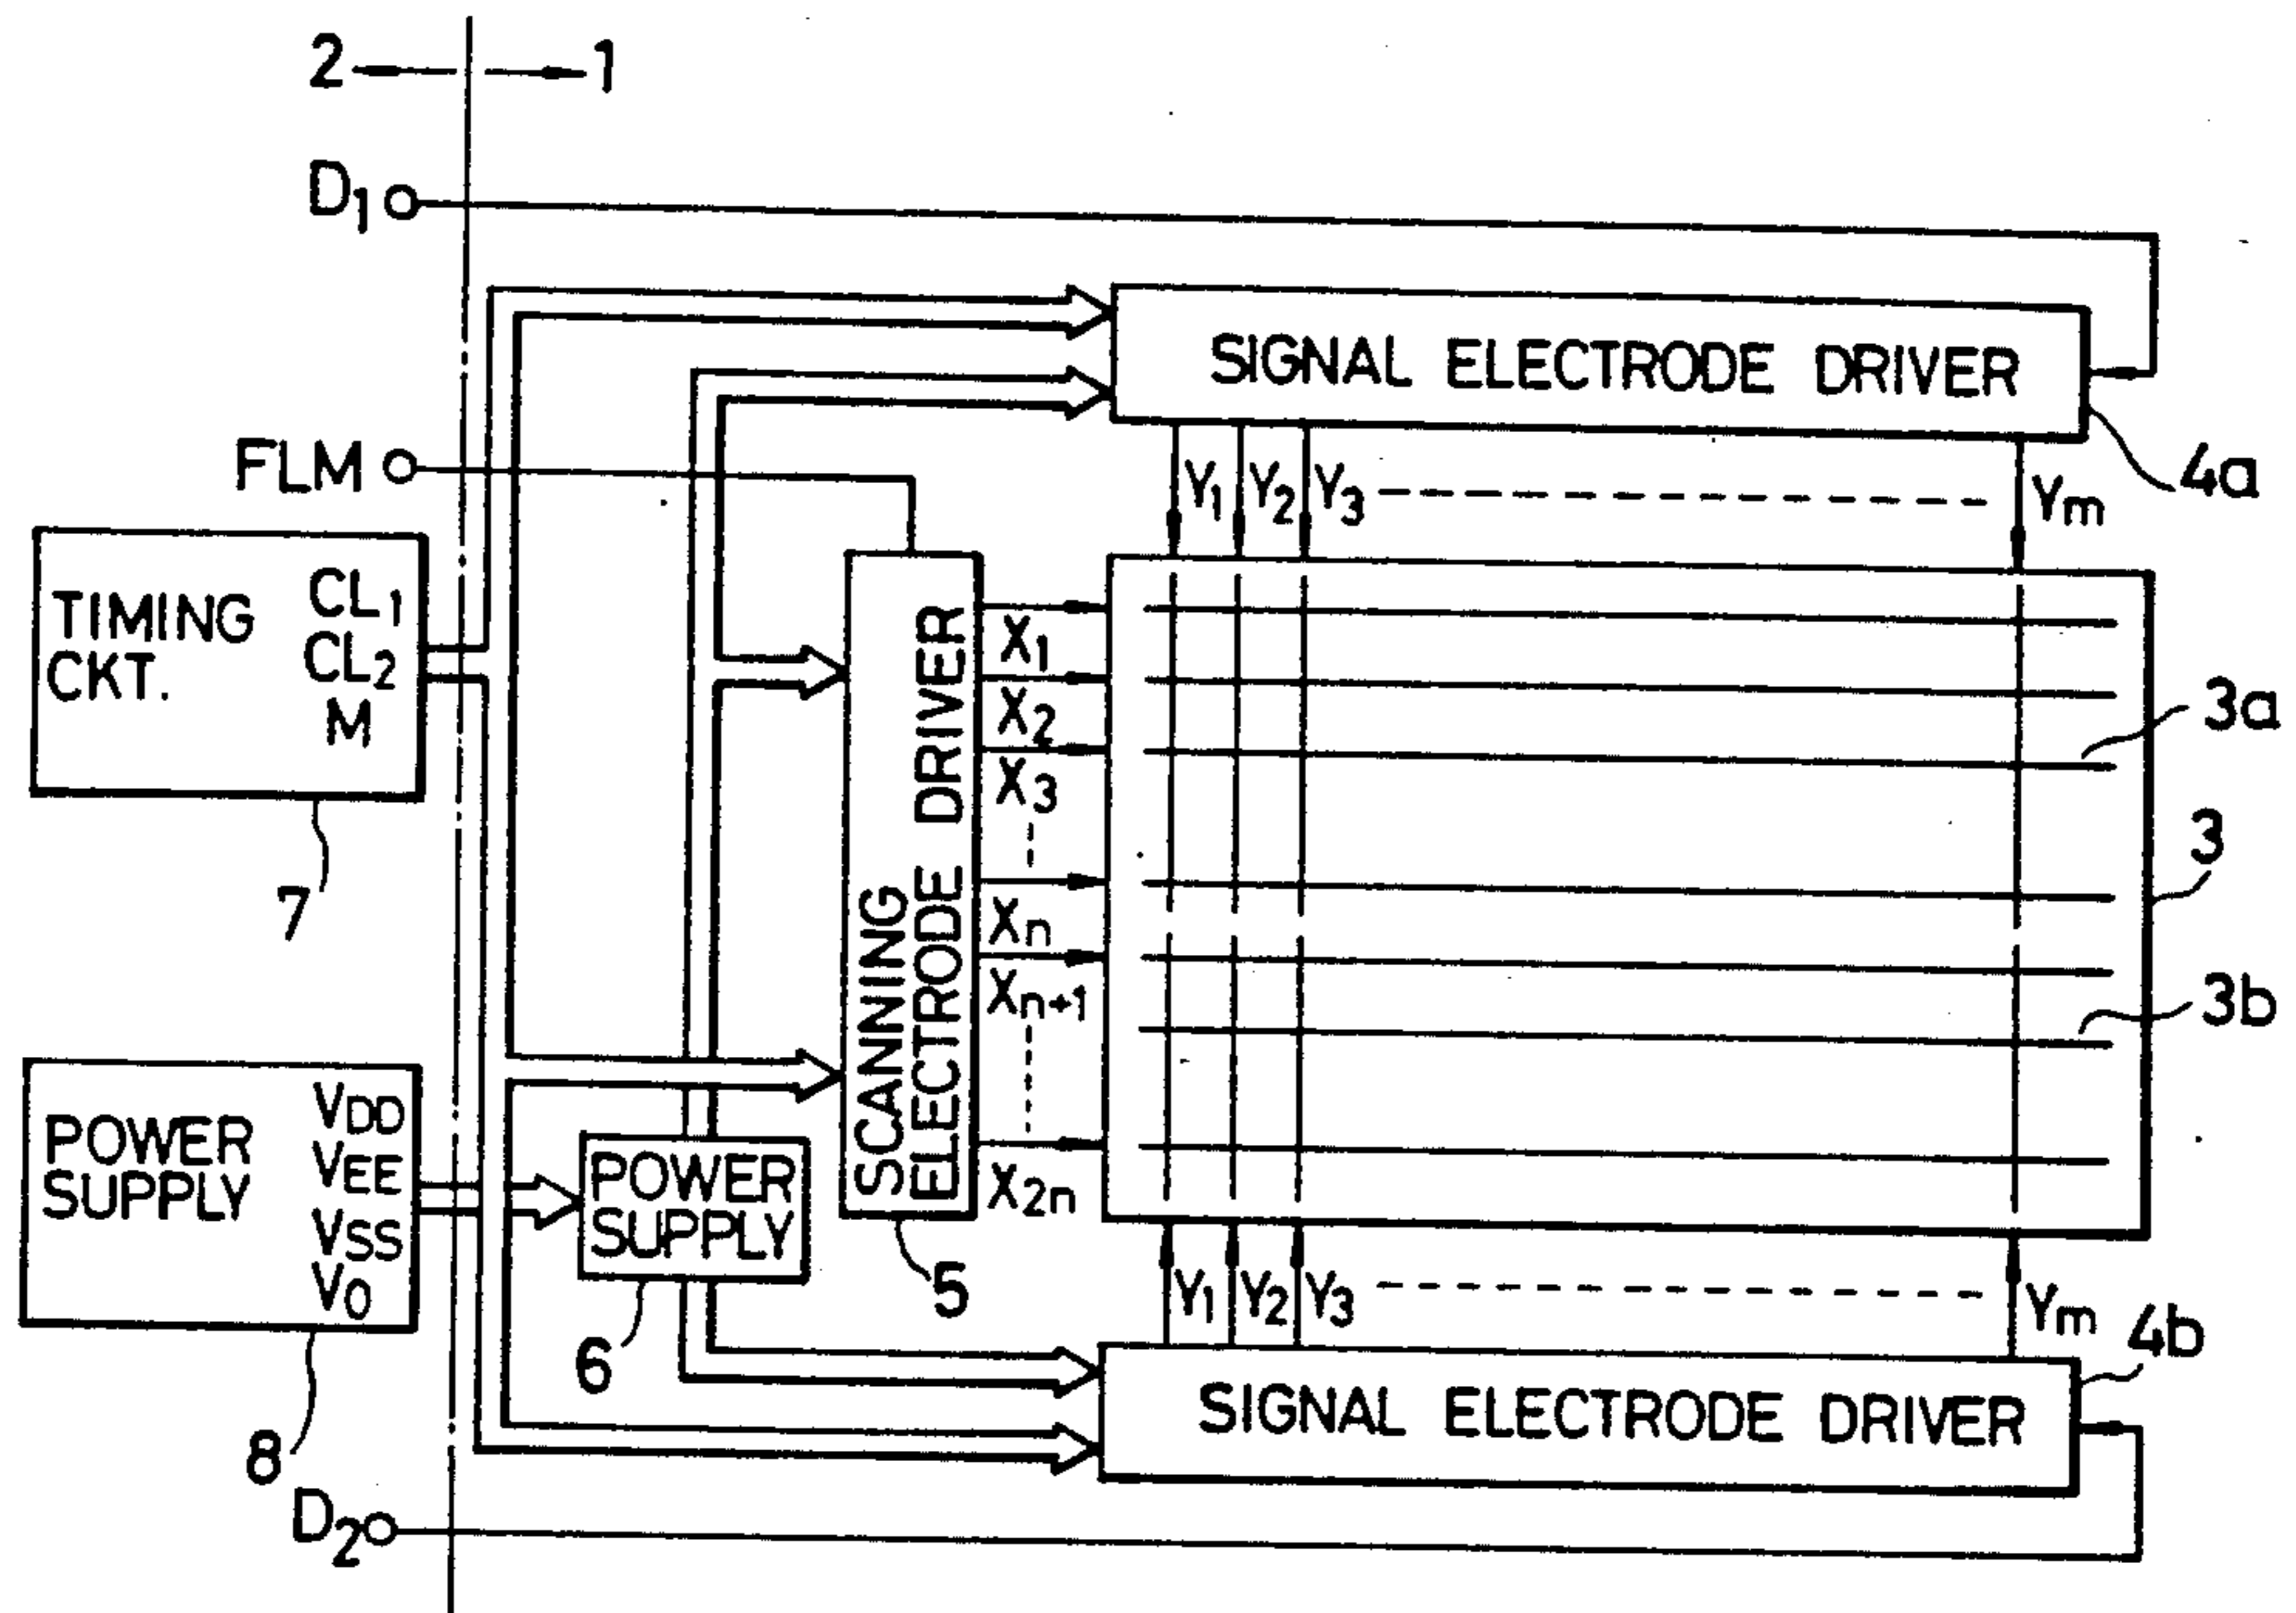 2 1
D1
SIGNAL ELECTRODE DRIVER
4a
FLM
Y1 Y2 Y3 Ym
TIMING
CKT.
CL1
CL2
M
7
SCANNING
ELECTRODE DRIVER
5
X1
X2
X3
Xn
Xn+1
X2n
3a
3
3b
POWER
SUPPLY
VDD
VEE
VSS
V0
8
POWER
SUPPLY
6
Y1 Y2 Y3 Ym
4b
SIGNAL ELECTRODE DRIVER
D2